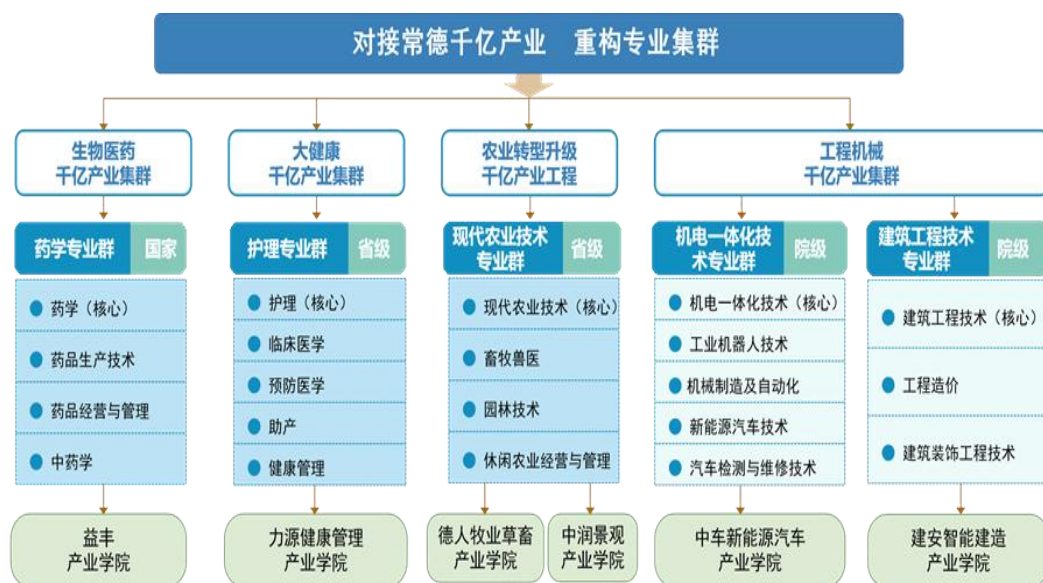 对接常德千亿产业 重构专业集群
生物医药
千亿产业集群
大健康
千亿产业集群
农业转型升级
千亿产业工程
工程机械
千亿产业集群
药学专业群
国家
护理专业群
省级
现代农业技术
专业群
省级
机电一体化技
术专业群
院级
建筑工程技术
专业群
院级
药学（核心）
药品生产技术
药品经营与管理
中药学
护理（核心）
临床医学
预防医学
助产
健康管理
现代农业技术（核心）
畜牧兽医
园林技术
休闲农业经营与管理
机电一体化技术（核心）
工业机器人技术
机械制造及自动化
新能源汽车技术
汽车检测与维修技术
建筑工程技术（核心）
工程造价
建筑装饰工程技术
益丰
产业学院
力源健康管理
产业学院
德人牧业草畜
产业学院
中润景观
产业学院
中车新能源汽车
产业学院
建安智能建造
产业学院